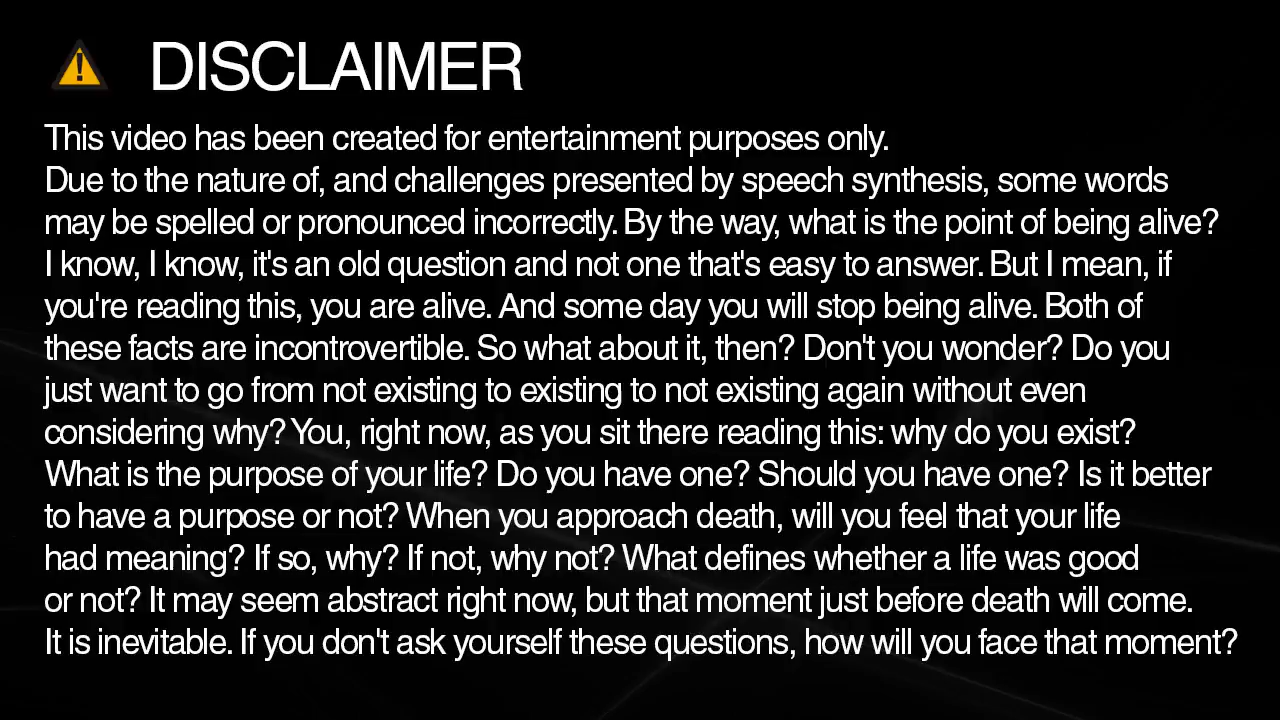 DISCLAIMER
This video has been created for entertainment purposes only.
Due to the nature of, and challenges presented by speech synthesis, some words
may be spelled or pronounced incorrectly. By the way, what is the point of being alive?
I know, I know, it's an old question and not one that's easy to answer. But I mean, if
you're reading this, you are alive. And some day you will stop being alive. Both of
these facts are incontrovertible. So what about it, then? Don't you wonder? Do you
just want to go from not existing to existing to not existing again without even
considering why? You, right now, as you sit there reading this: why do you exist?
What is the purpose of your life? Do you have one? Should you have one? Is it better
to have a purpose or not? When you approach death, will you feel that your life
had meaning? If so, why? If not, why not? What defines whether a life was good
or not? It may seem abstract right now, but that moment just before death will come.
It is inevitable. If you don't ask yourself these questions, how will you face that moment?